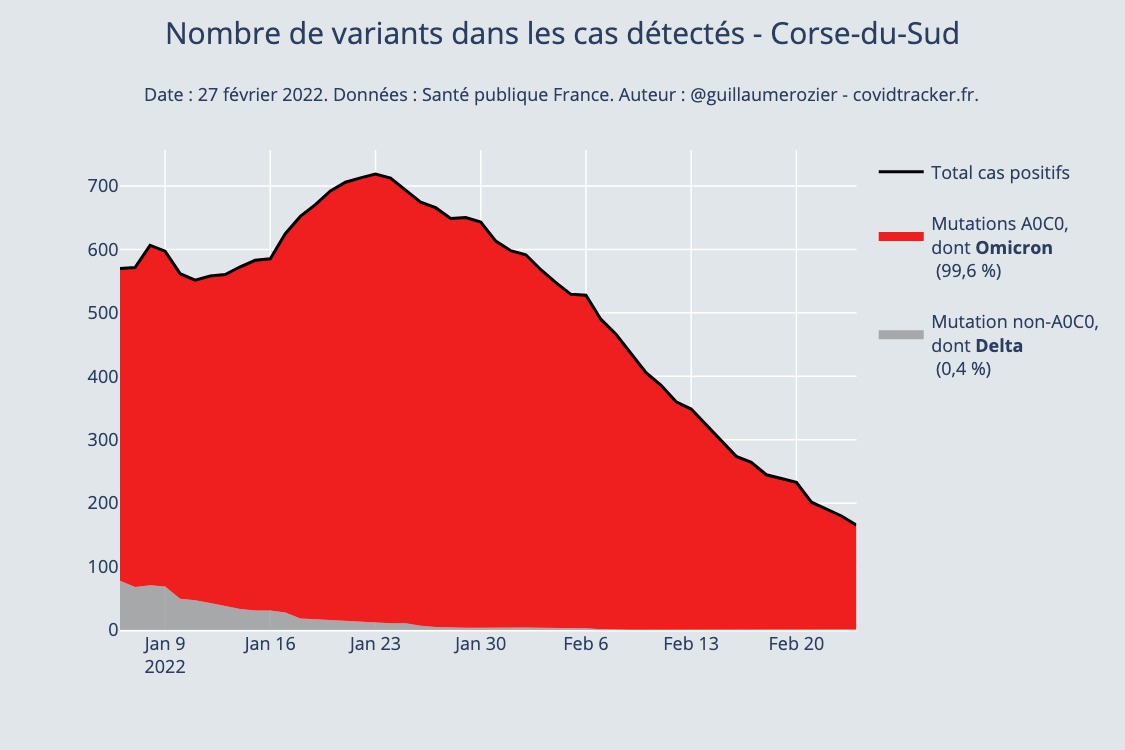 Nombre de variants dans les cas détectés - Corse-du-Sud
Date : 27 février 2022. Données : Santé publique France. Auteur : @guillaumerozier - covidtracker.fr.
700
600
500
400
300
200
100
0
Jan 9
2022
Jan 16
Jan 23
Jan 30
Feb 6
Feb 13
Feb 20
Total cas positifs
Mutations A0C0,
dont Omicron
(99,6 %)
Mutation non-A0C0,
dont Delta
(0,4 %)